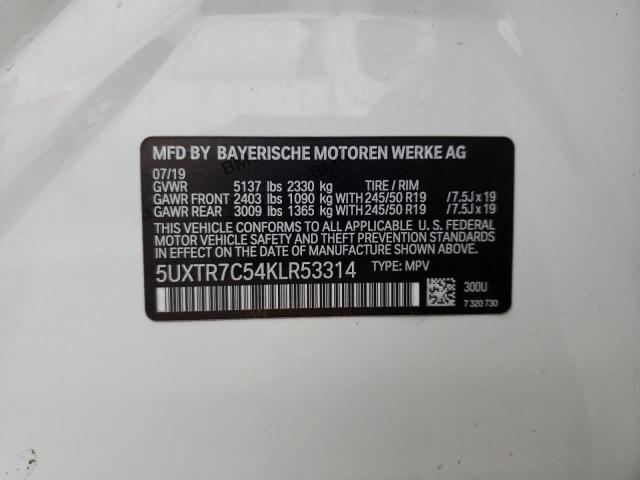 MFD BY BAYERISCHE MOTOREN WERKE AG
07/19
GVWR 5137 lbs 2330 kg TIRE / RIM
GAWR FRONT 2403 lbs 1090 kg WITH 245/50 R19 /7.5J x 19
GAWR REAR 3009 lbs 1365 kg WITH 245/50 R19 /7.5J x 19
THIS VEHICLE CONFORMS TO ALL APPLICABLE U. S. FEDERAL
MOTOR VEHICLE SAFETY AND THEFT PREVENTION STANDARDS
IN EFFECT ON THE DATE OF MANUFACTURE SHOWN ABOVE.
5UXTR7C54KLR53314 TYPE: MPV
300U
7 320 730